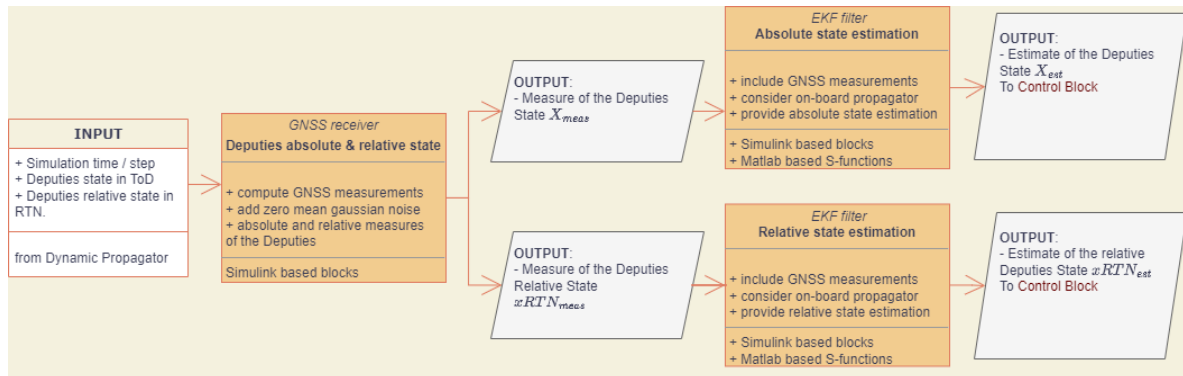 INPUT
+ Simulation time / step
+ Deputies state in ToD
+ Deputies relative state in
RTN.
from Dynamic Propagator
GNSS receiver
Deputies absolute & relative state
+ compute GNSS measurements
+ add zero mean gaussian noise
+ absolute and relative measures
of the Deputies
Simulink based blocks
OUTPUT:
- Measure of the Deputies
State X_meas
EKF filter
Absolute state estimation
+ include GNSS measurements
+ consider on-board propagator
+ provide absolute state estimation
+ Simulink based blocks
+ Matlab based S-functions
OUTPUT:
- Estimate of the Deputies
State X_est
To Control Block
OUTPUT:
- Measure of the Deputies
Relative State
xRTN_meas
EKF filter
Relative state estimation
+ include GNSS measurements
+ consider on-board propagator
+ provide relative state estimation
+ Simulink based blocks
+ Matlab based S-functions
OUTPUT:
- Estimate of the relative
Deputies State xRTN_est
To Control Block